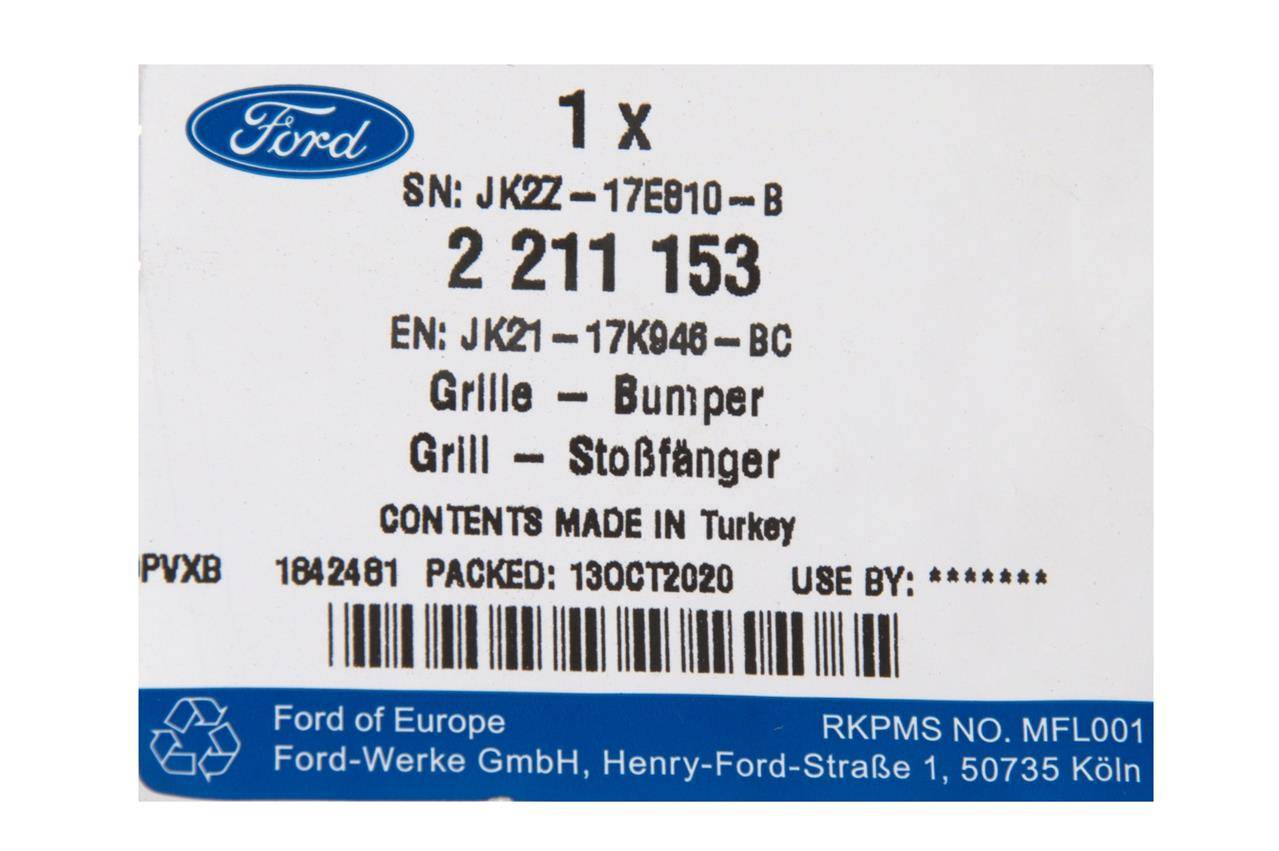 Ford
1 x
SN: JK2Z-17E810-B
2 211 153
EN: JK21-17K946-BC
Grille - Bumper
Grill - Stoßfänger
CONTENTS MADE IN Turkey
PVXB 1842481 PACKED: 13OCT2020 USE BY: *******
Ford of Europe
RKPMS NO. MFL001
Ford-Werke GmbH, Henry-Ford-Straße 1, 50735 Köln